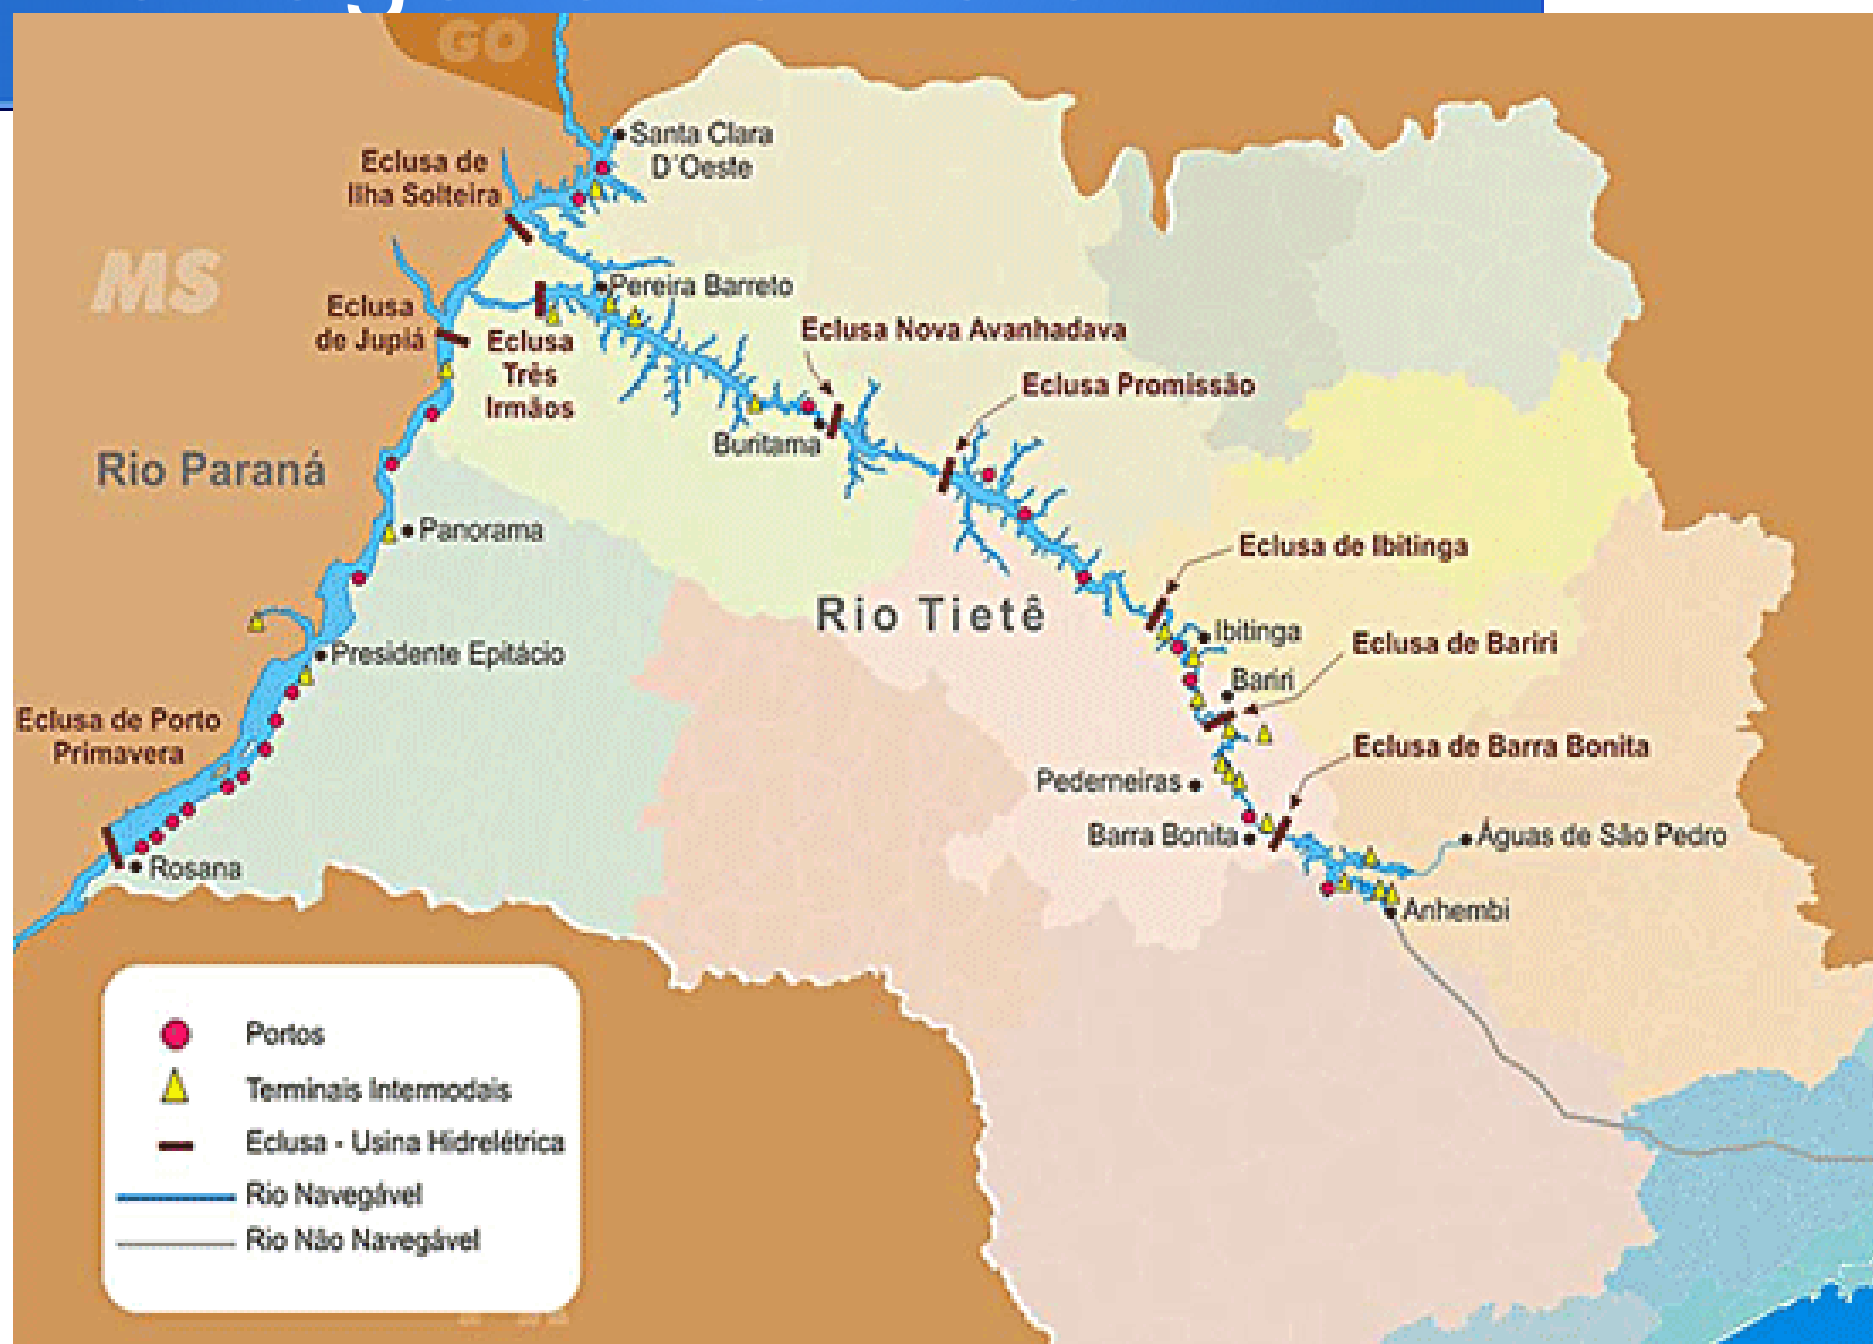 GO
Santa Clara
D'Oeste
Eclusa de
Ilha Solteira
MS
Pereira Barreto
Eclusa
de Jupiá
Eclusa
Três
Irmãos
Eclusa Nova Avanhadava
Eclusa Promissão
Buritama
Rio Paraná
Panorama
Eclusa de Ibitinga
Rio Tietê
Ibitinga
Eclusa de Bariri
Presidente Epitácio
Bariri
Eclusa de Porto
Primavera
Eclusa de Barra Bonita
Pederneiras
Barra Bonita
Águas de São Pedro
Rosana
Anhembi
Portos
Terminais Intermodais
Eclusa - Usina Hidrelétrica
Rio Navegável
Rio Não Navegável